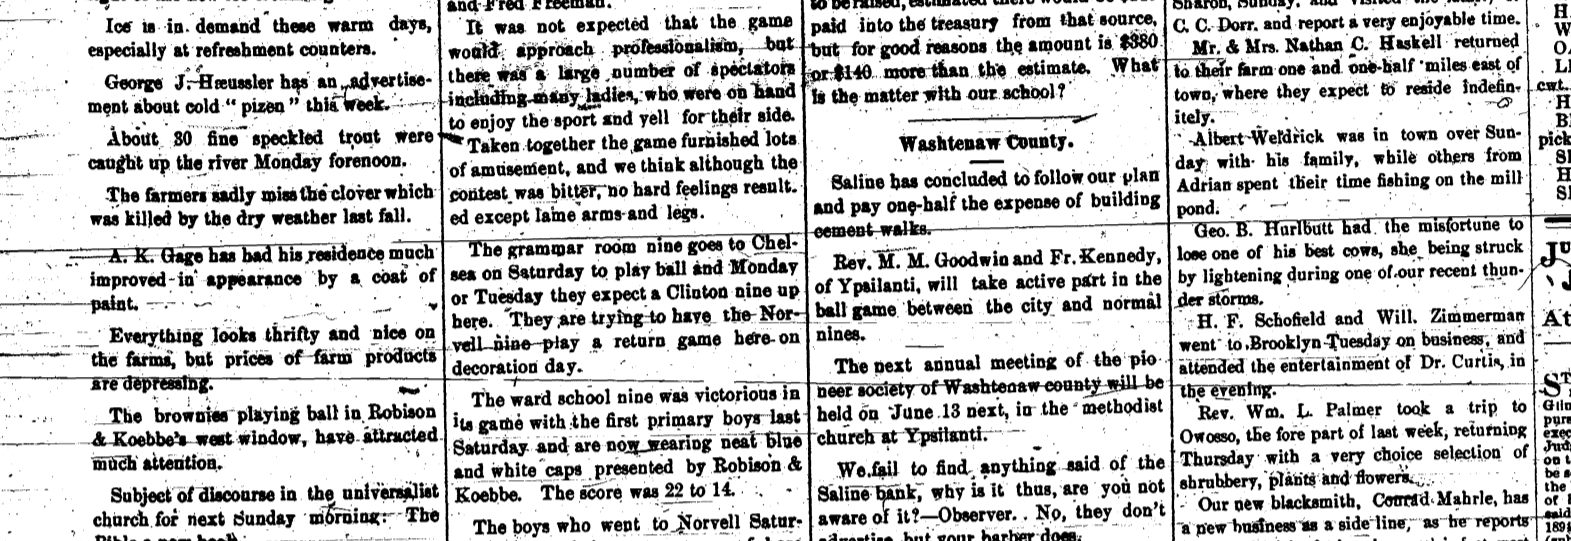 Ice is in demand these warm days,
especially at refreshment counters.
George J. Hæussler has an advertise-
ment about cold "pizen" this week.
About 30 fine speckled trout were
caught up the river Monday forenoon.
The farmers sadly miss the clover which
was killed by the dry weather last fall.
A. K. Gage has had his residence much
improved in appearance by a coat of
paint.
Everything looks thrifty and nice on
the farms, but prices of farm products
are depressing.
The brownies playing ball in Robison
& Koebbe's west window, have attracted
much attention.
Subject of discourse in the universalist
church for next Sunday morning: The
and Fred Freeman.
It was not expected that the game
would approach professionalism, but
there was a large number of spectators
including many ladies, who were on hand
to enjoy the sport and yell for their side.
Taken together the game furnished lots
of amusement, and we think although the
contest was bitter, no hard feelings result.
ed except lame arms and legs.
The grammar room nine goes to Chel-
sea on Saturday to play ball and Monday
or Tuesday they expect a Clinton nine up
here. They are trying to have the Nor-
vell nine play a return game here on
decoration day.
The ward school nine was victorious in
its game with the first primary boys last
Saturday and are now wearing neat blue
and white caps presented by Robison &
Koebbe. The score was 22 to 14.
The boys who went to Norvell Satur-
paid into the treasury from that source,
but for good reasons the amount is $380
or $140 more than the estimate. What
is the matter with our school?
Washtenaw County.
Saline has concluded to follow our plan
and pay one-half the expense of building
cement walks.
Rev. M. M. Goodwin and Fr. Kennedy,
of Ypsilanti, will take active part in the
ball game between the city and normal
nines.
The next annual meeting of the pio-
neer society of Washtenaw county will be
held on June 13 next, in the methodist
church at Ypsilanti.
We fail to find anything said of the
Saline bank, why is it thus, are you not
aware of it?—Observer. No, they don't
advertise, but your barber does.
C. C. Dorr. and report a very enjoyable time.
Mr. & Mrs. Nathan C. Haskell returned
to their farm one and one-half miles east of
town, where they expect to reside indefin-
itely.
Albert Weldrick was in town over Sun-
day with his family, while others from
Adrian spent their time fishing on the mill
pond.
Geo. B. Hurlbutt had the misfortune to
lose one of his best cows, she being struck
by lightening during one of our recent thun-
der storms.
H. F. Schofield and Will. Zimmerman
went to Brooklyn Tuesday on business, and
attended the entertainment of Dr. Curtis, in
the evening.
Rev. Wm. L. Palmer took a trip to
Owosso, the fore part of last week, returning
Thursday with a very choice selection of
shrubbery, plants and flowers.
Our new blacksmith, Conrad Mahrle, has
a new business as a side line, as he reports
cwt.
pick
At